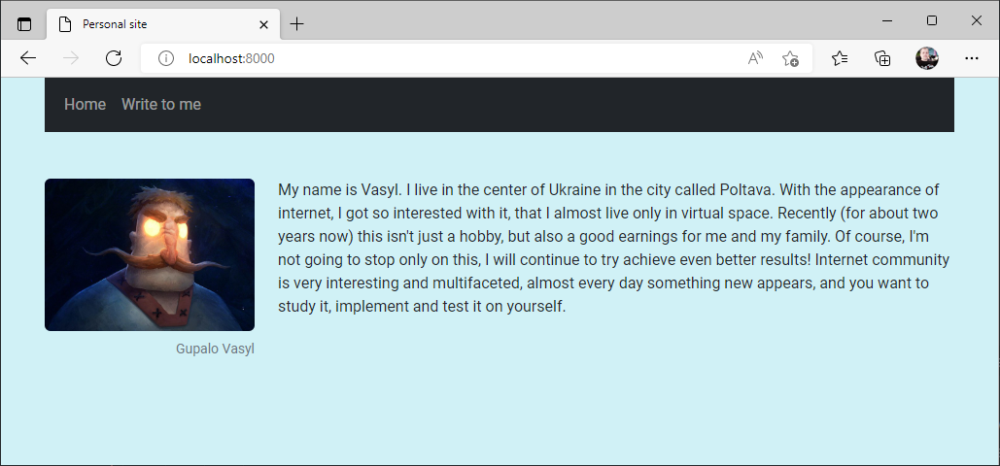 Personal site
localhost:8000
Home Write to me
My name is Vasyl. I live in the center of Ukraine in the city called Poltava. With the appearance of
internet, I got so interested with it, that I almost live only in virtual space. Recently (for about two
years now) this isn't just a hobby, but also a good earnings for me and my family. Of course, I'm
not going to stop only on this, I will continue to try achieve even better results! Internet community
is very interesting and multifaceted, almost every day something new appears, and you want to
study it, implement and test it on yourself.
Gupalo Vasyl